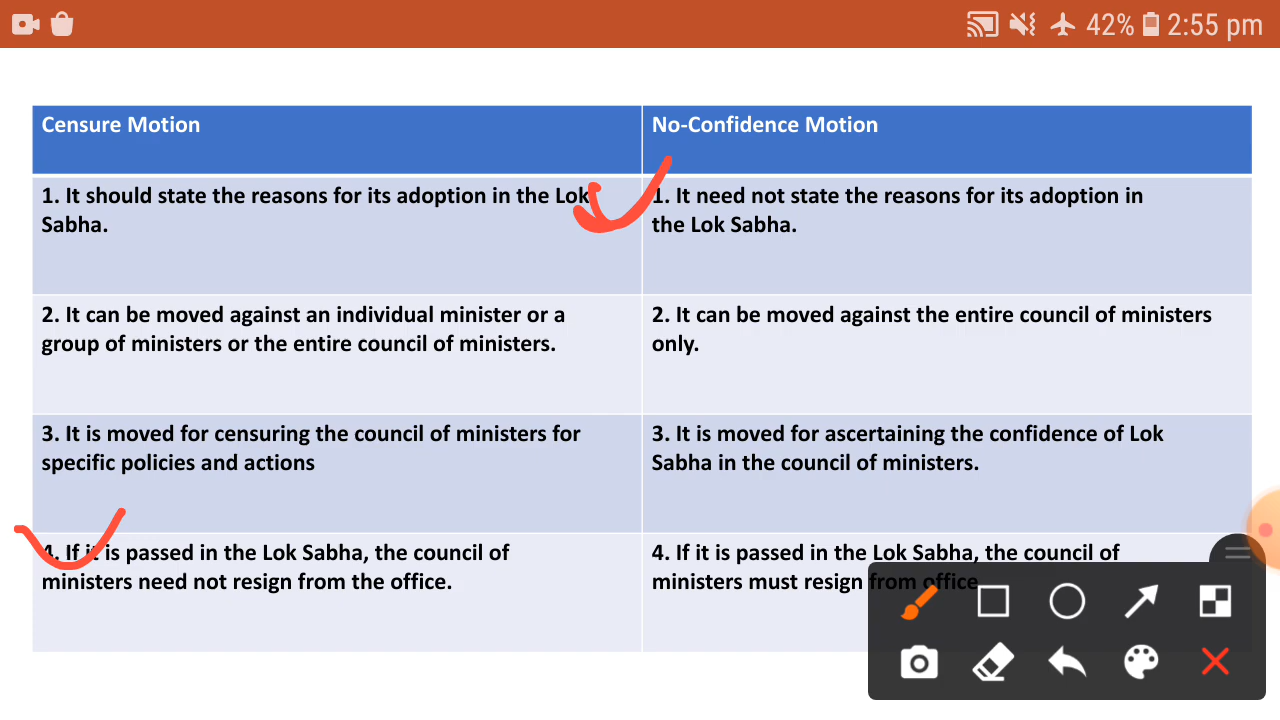 42% 2:55 pm
Censure Motion
No-Confidence Motion
1. It should state the reasons for its adoption in the Lok
Sabha.
1. It need not state the reasons for its adoption in
the Lok Sabha.
2. It can be moved against an individual minister or a
group of ministers or the entire council of ministers.
2. It can be moved against the entire council of ministers
only.
3. It is moved for censuring the council of ministers for
specific policies and actions
3. It is moved for ascertaining the confidence of Lok
Sabha in the council of ministers.
4. If it is passed in the Lok Sabha, the council of
ministers need not resign from the office.
4. If it is passed in the Lok Sabha, the council of
ministers must resign from office